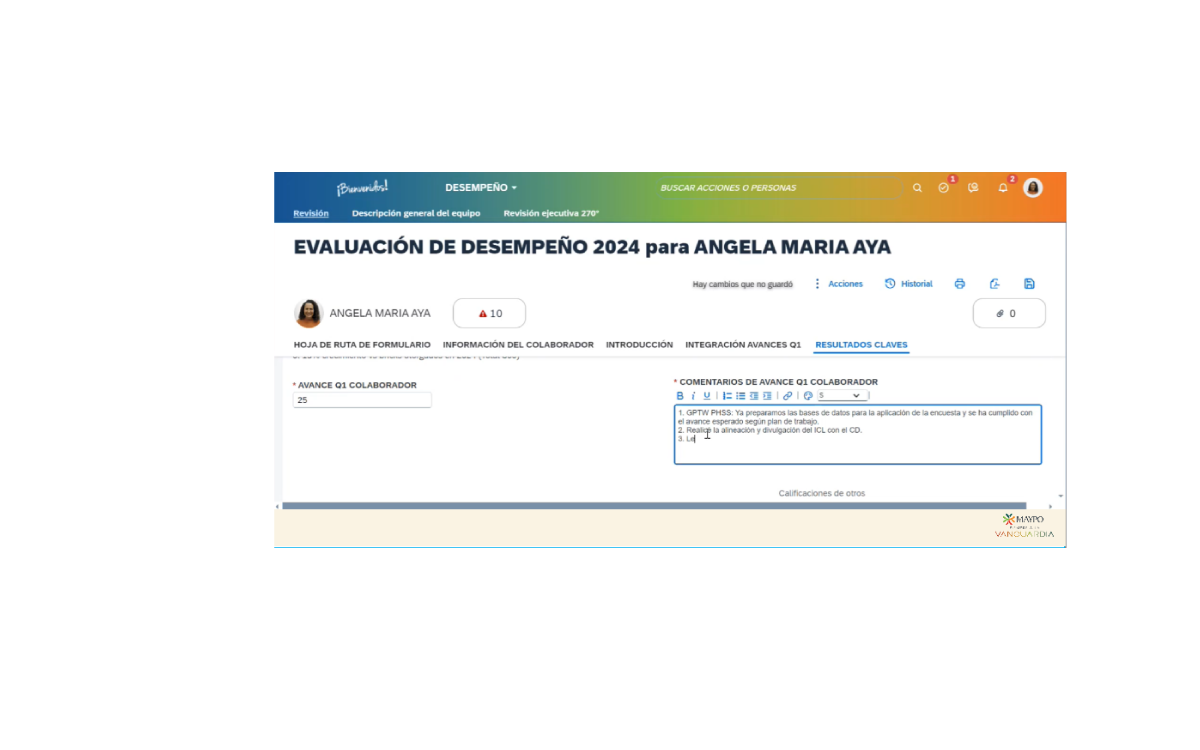 ¡Bienvenidos!
DESEMPEÑO
BUSCAR ACCIONES O PERSONAS
1
2
Revisión
Descripción general del equipo
Revisión ejecutiva 270°
EVALUACIÓN DE DESEMPEÑO 2024 para ANGELA MARIA AYA
Hay cambios que no guardó
Acciones
Historial
ANGELA MARIA AYA
10
0
HOJA DE RUTA DE FORMULARIO
INFORMACIÓN DEL COLABORADOR
INTRODUCCIÓN
INTEGRACIÓN AVANCES Q1
RESULTADOS CLAVES
* AVANCE Q1 COLABORADOR
25
* COMENTARIOS DE AVANCE Q1 COLABORADOR
B i U
5
1. GPTW PHSS: Ya preparamos las bases de datos para la aplicación de la encuesta y se ha cumplido con
el avance esperado según plan de trabajo.
2. Realicé la alineación y divulgación del ICL con el CD.
3. Le
Calificaciones de otros
MAYPO
VANGUARDIA